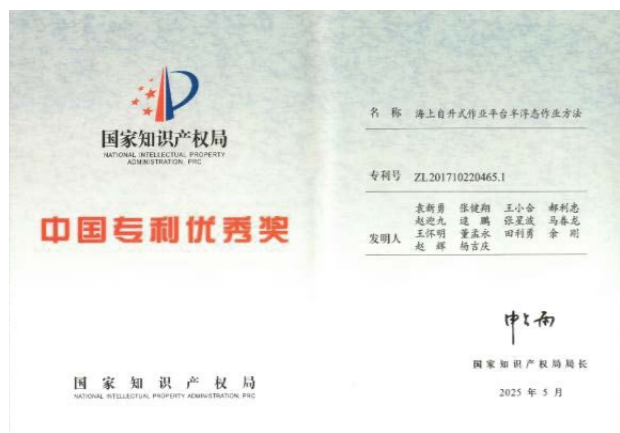 国家知识产权局
NATIONAL INTELLECTUAL PROPERTY
ADMINISTRATION, PRC
中国专利优秀奖
国家知识产权局
NATIONAL INTELLECTUAL PROPERTY ADMINISTRATION, PRC
名 称 海上自升式作业平台半浮态作业方法
专利号 ZL201710220465.1
发明人
袁新勇 张健翔 王小合 郝利忠
赵迎九 逯 鹏 张星波 马春龙
王怀明 董孟永 田利勇 余 刚
赵 辉 杨吉庆
国家知识产权局局长
2025 年 5 月